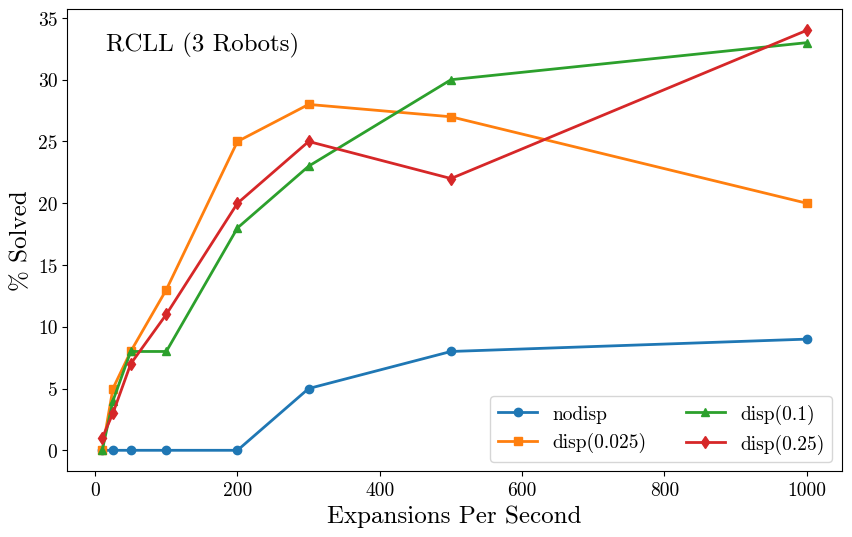 RCLL (3 Robots)
% Solved
35
30
25
20
15
10
5
0
0 200 400 600 800 1000
Expansions Per Second
nodisp
disp(0.025)
disp(0.1)
disp(0.25)